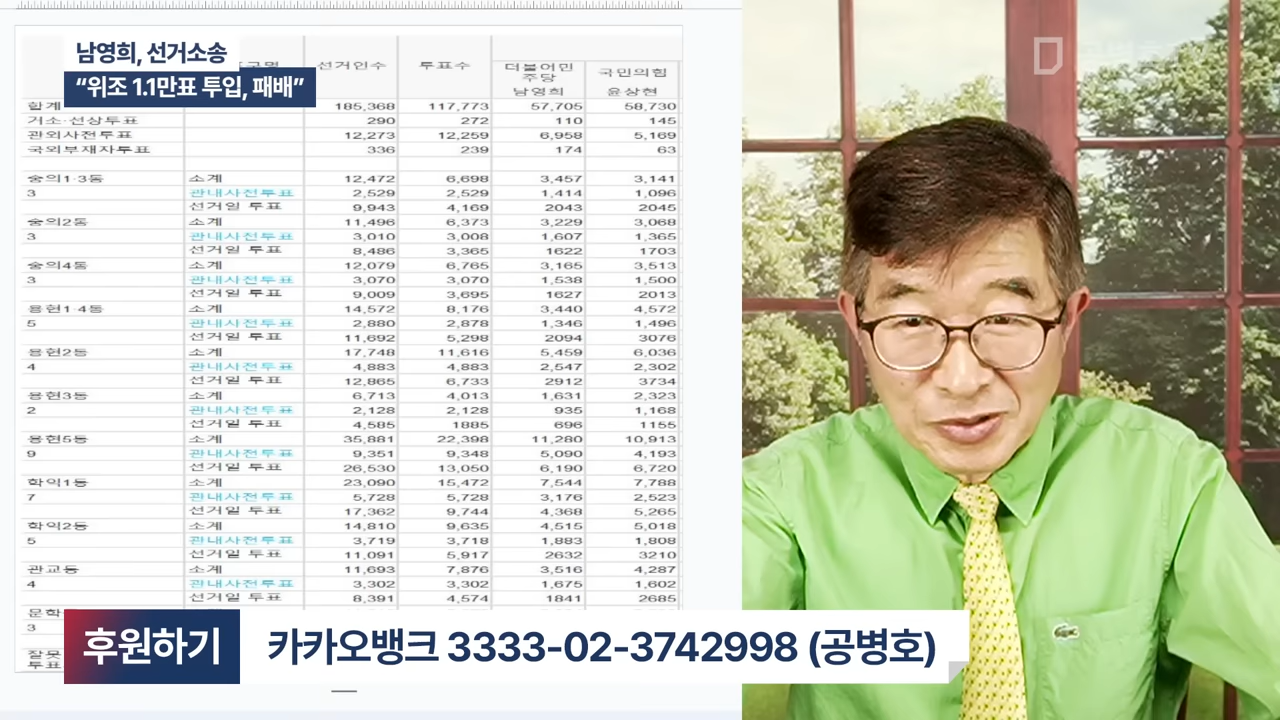 남영희, 선거소송
“위조 1.1만표 투입, 패배”
선거인수 투표수 더불어민주당 남영희 국민의힘 윤상현
합계 185,368 117,773 57,705 58,730
거소·선상투표 290 272 110 145
관외사전투표 12,273 12,259 6,958 5,169
국외부재자투표 336 239 174 63
숭의1·3동 소계 12,472 6,698 3,457 3,141
3 관내사전투표 2,529 2,529 1,414 1,096
선거일 투표 9,943 4,169 2043 2045
숭의2동 소계 11,496 6,373 3,229 3,068
3 관내사전투표 3,010 3,008 1,607 1,365
선거일 투표 8,486 3,365 1622 1703
숭의4동 소계 12,079 6,765 3,165 3,513
3 관내사전투표 3,070 3,070 1,538 1,500
선거일 투표 9,009 3,695 1627 2013
용현1·4동 소계 14,572 8,176 3,440 4,572
5 관내사전투표 2,880 2,878 1,346 1,496
선거일 투표 11,692 5,298 2094 3076
용현2동 소계 17,748 11,616 5,459 6,036
4 관내사전투표 4,883 4,883 2,547 2,302
선거일 투표 12,865 6,733 2912 3734
용현3동 소계 6,713 4,013 1,631 2,323
2 관내사전투표 2,128 2,128 935 1,168
선거일 투표 4,585 1885 696 1155
용현5동 소계 35,881 22,398 11,280 10,913
9 관내사전투표 9,351 9,348 5,090 4,193
선거일 투표 26,530 13,050 6,190 6,720
학익1동 소계 23,090 15,472 7,544 7,788
7 관내사전투표 5,728 5,728 3,176 2,523
선거일 투표 17,362 9,744 4,368 5,265
학익2동 소계 14,810 9,635 4,515 5,018
5 관내사전투표 3,719 3,718 1,883 1,808
선거일 투표 11,091 5,917 2632 3210
관교동 소계 11,693 7,876 3,516 4,287
4 관내사전투표 3,302 3,302 1,675 1,602
선거일 투표 8,391 4,574 1841 2685
문학
3
잘못
투표
후원하기 카카오뱅크 3333-02-3742998 (공병호)